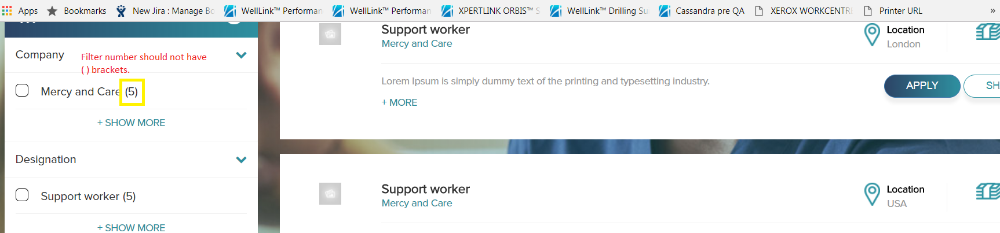 Apps Bookmarks New Jira : Manage Bo WellLink™ Performan WellLink™ Performan XPERTLINK ORBIS™ S WellLink™ Drilling Su Cassandra pre QA XEROX WORKCENTRE Printer URL »
Company
Filter number should not have
( ) brackets.
Mercy and Care (5)
+ SHOW MORE
Designation
Support worker (5)
+ SHOW MORE
Support worker
Mercy and Care
Location
London
Lorem Ipsum is simply dummy text of the printing and typesetting industry.
APPLY
SH
+ MORE
Support worker
Mercy and Care
Location
USA